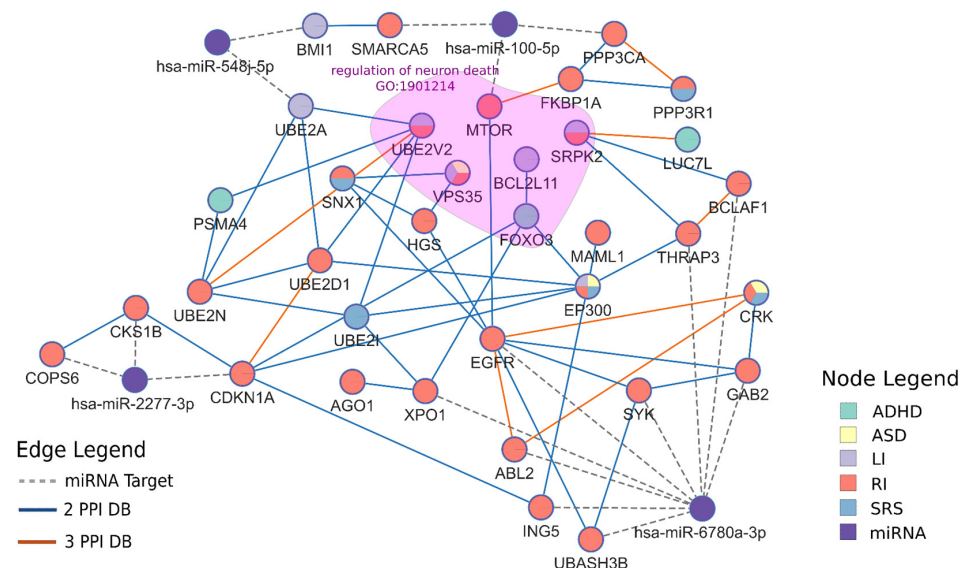 BMI1
SMARCA5
hsa-miR-100-5p
PPP3CA
hsa-miR-548j-5p
regulation of neuron death
GO:1901214
FKBP1A
PPP3R1
UBE2A
MTOR
UBE2V2
SRPK2
LUC7L
BCL2L11
VPS35
SNX1
BCLAF1
PSMA4
HGS
FOXO3
MAML1
THRAP3
UBE2D1
EP300
UBE2N
CRK
CKS1B
UBE2I
EGFR
COPS6
hsa-miR-2277-3p
CDKN1A
AGO1
XPO1
SYK
GAB2
ABL2
ING5
hsa-miR-6780a-3p
UBASH3B
Edge Legend
miRNA Target
2 PPI DB
3 PPI DB
Node Legend
ADHD
ASD
LI
RI
SRS
miRNA